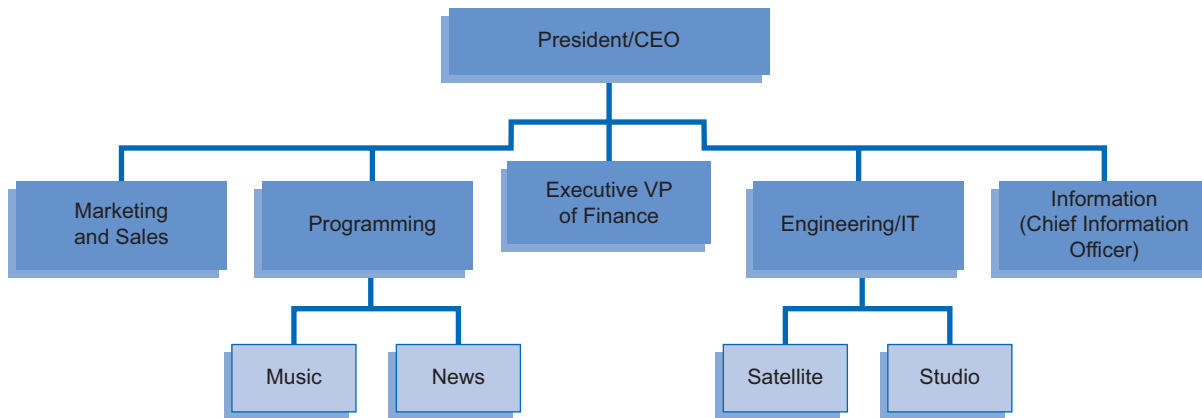 President/CEO
Marketing
and Sales
Programming
Executive VP
of Finance
Engineering/IT
Information
(Chief Information
Officer)
Music
News
Satellite
Studio